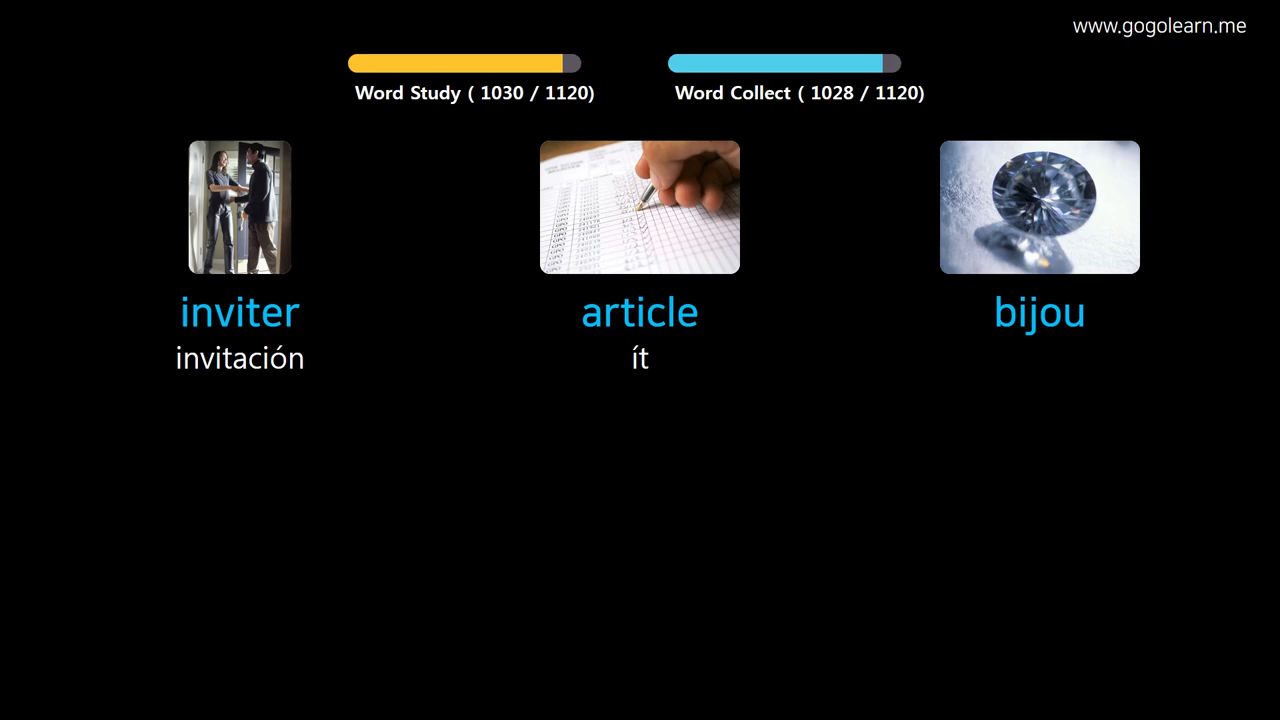 www.gogolearn.me
Word Study ( 1030 / 1120)
Word Collect ( 1028 / 1120)
inviter
invitación
article
ít
bijou